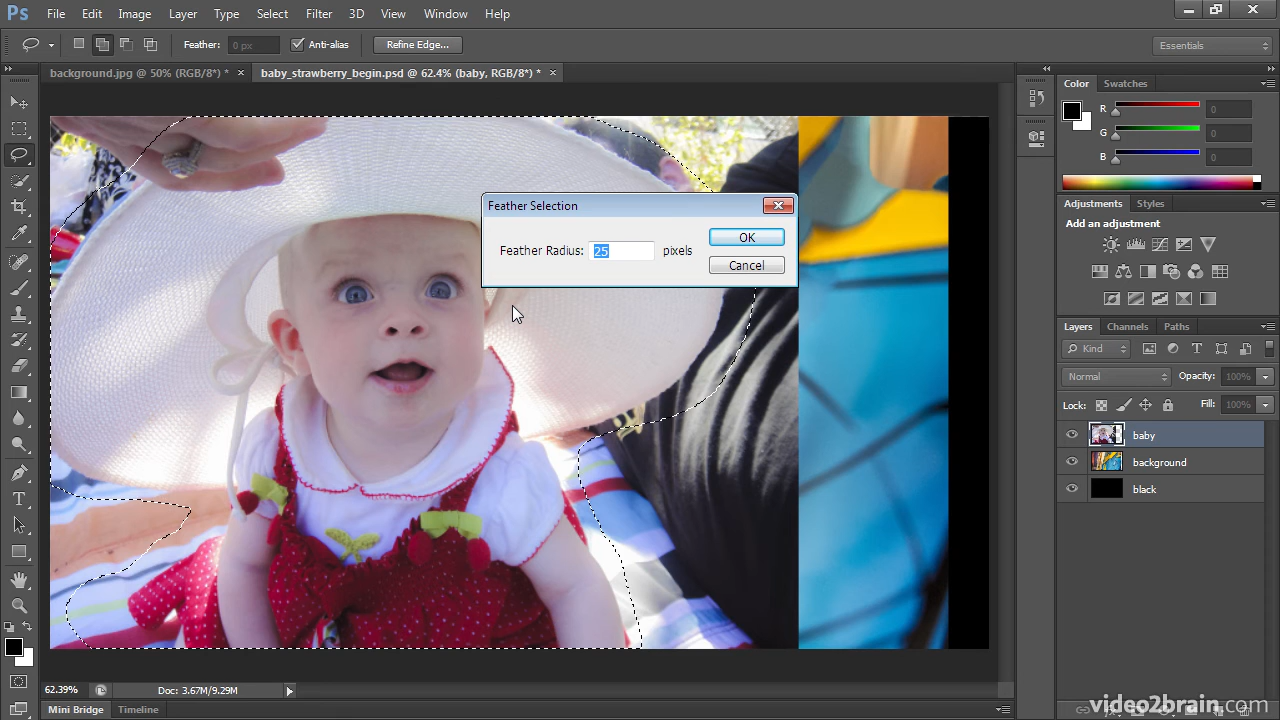 Ps File Edit Image Layer Type Select Filter 3D View Window Help
Feather: 0 px Anti-alias Refine Edge... Essentials
background.jpg @ 50% (RGB/8*) * × baby_strawberry_begin.psd @ 62.4% (baby, RGB/8*) * ×
Color Swatches
R 0
G 0
B 0
Adjustments Styles
Add an adjustment
Feather Selection
Feather Radius: 25 pixels
OK
Cancel
Layers Channels Paths
Kind
Normal Opacity: 100%
Lock: Fill: 100%
baby
background
black
62.39% Doc: 3.67M/9.29M
Mini Bridge Timeline
video2brain.com